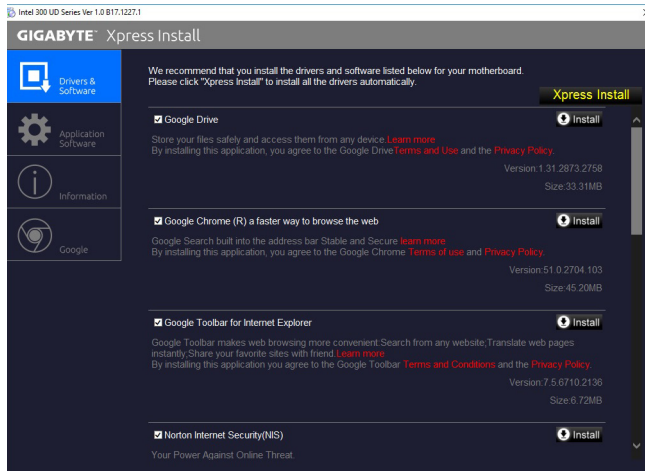 Intel 300 UD Series Ver 1.0 B17.1227.1
GIGABYTE™ Xpress Install
Drivers &
Software
Application
Software
Information
Google
We recommend that you install the drivers and software listed below for your motherboard.
Please click "Xpress Install" to install all the drivers automatically.
Xpress Install
Google Drive
Install
Store your files safely and access them from any device.Learn more
By installing this application, you agree to the Google DriveTerms and Use and the Privacy Policy.
Version:1.31.2873.2758
Size:33.31MB
Google Chrome (R) a faster way to browse the web
Install
Google Search built into the address bar Stable and Secure learn more
By installing this application, you agree to the Google Chrome Terms of use and Privacy Policy.
Version:51.0.2704.103
Size:45.20MB
Google Toolbar for Internet Explorer
Install
Google Toolbar makes web browsing more convenient:Search from any website;Translate web pages
instantly,Share your favorite sites with friend.Learn more
By installing this application you agree to the Google Toolbar Terms and Conditions and the Privacy Policy.
Version:7.5.6710.2136
Size:6.72MB
Norton Internet Security(NIS)
Install
Your Power Against Online Threat.